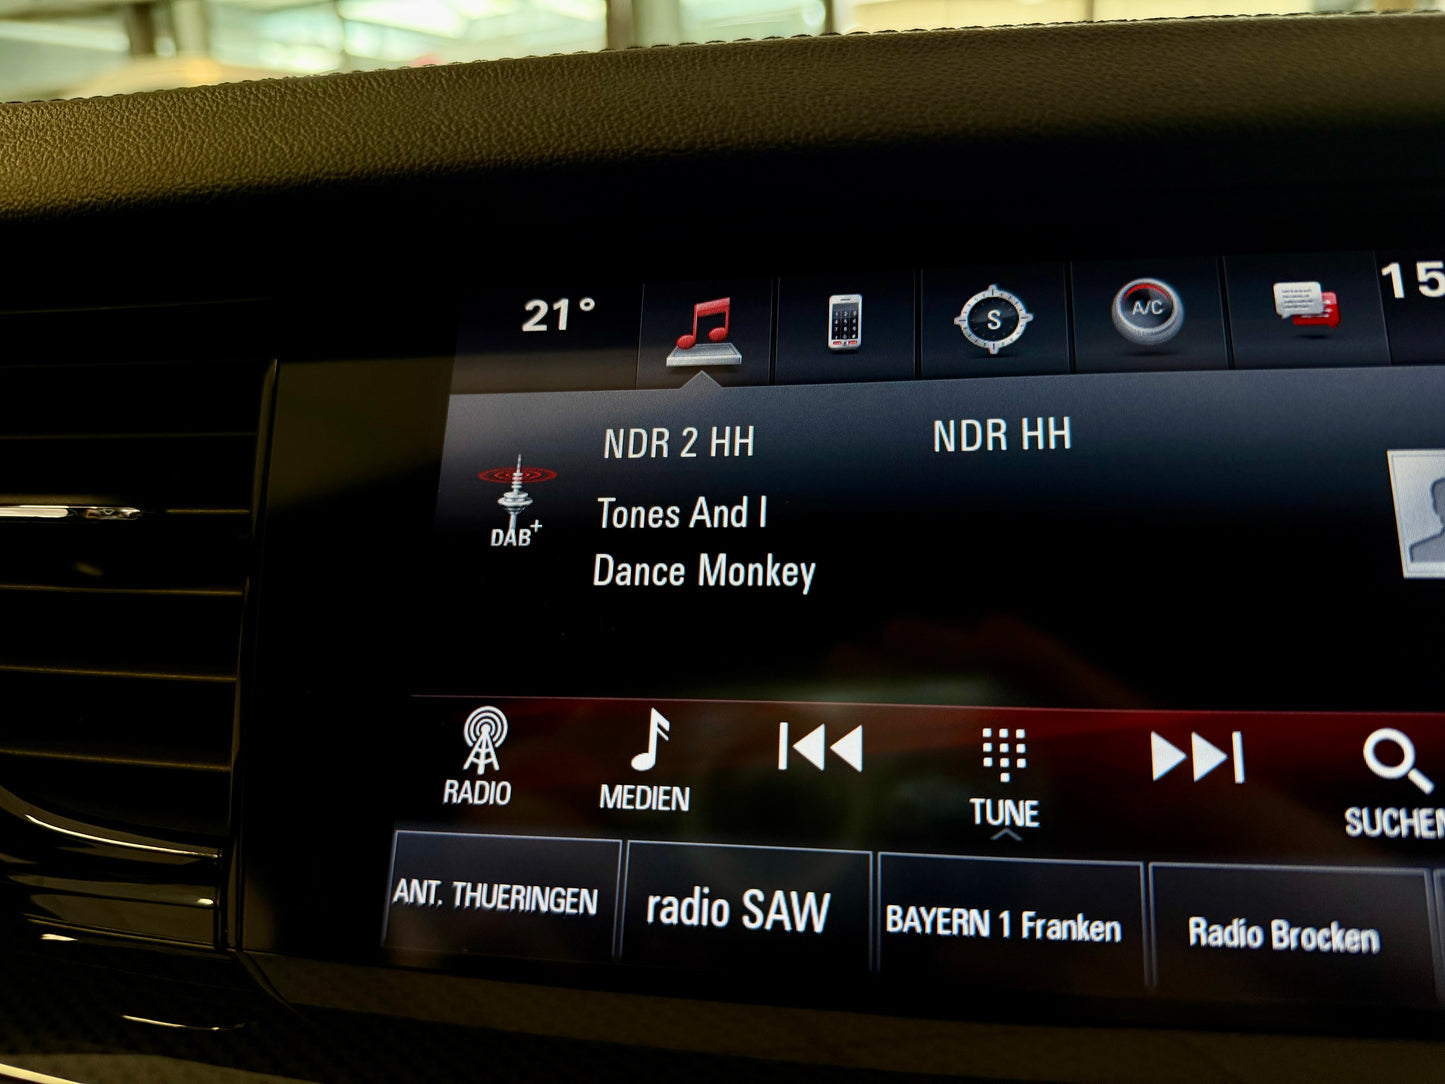 21°
S
A/C
15
NDR 2 HH
NDR HH
DAB+
Tones And I
Dance Monkey
RADIO
MEDIEN
TUNE
SUCHEN
ANT. THUERINGEN
radio SAW
BAYERN 1 Franken
Radio Brocken